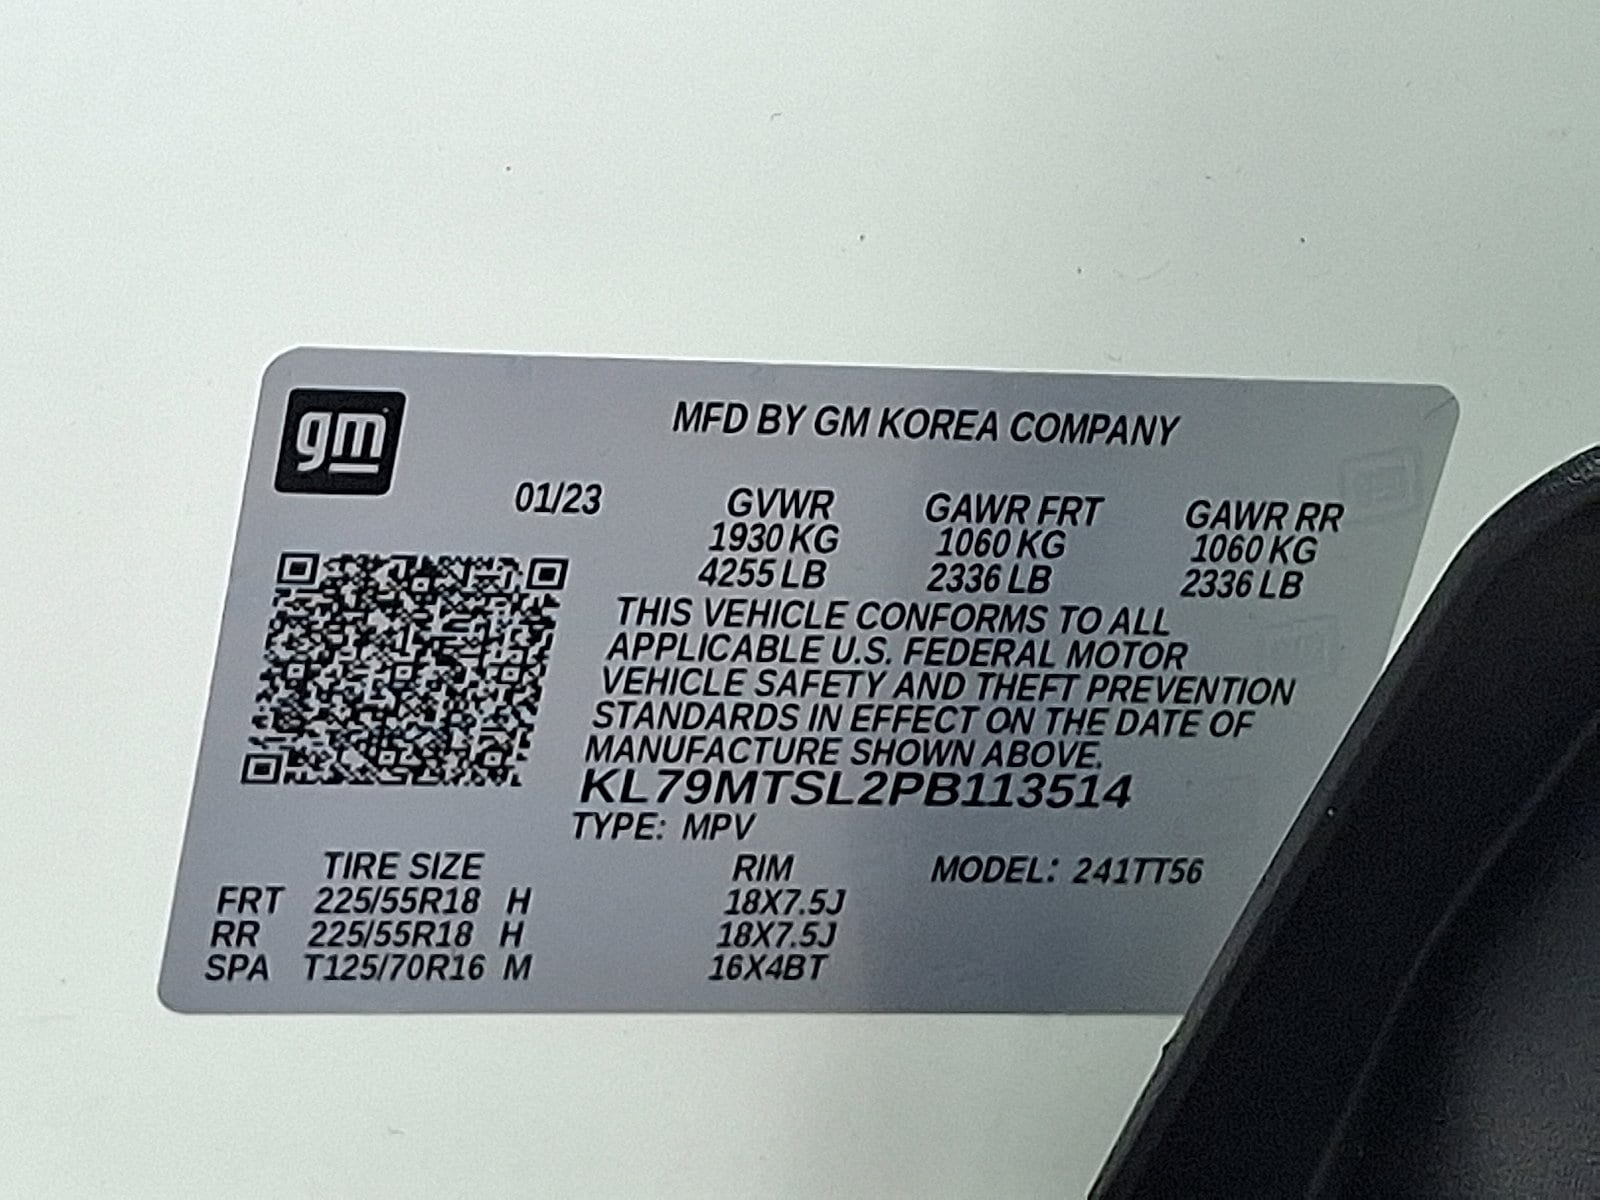 gm
MFD BY GM KOREA COMPANY
01/23 GVWR GAWR FRT GAWR RR
1930 KG 1060 KG 1060 KG
4255 LB 2336 LB 2336 LB
THIS VEHICLE CONFORMS TO ALL
APPLICABLE U.S. FEDERAL MOTOR
VEHICLE SAFETY AND THEFT PREVENTION
STANDARDS IN EFFECT ON THE DATE OF
MANUFACTURE SHOWN ABOVE.
KL79MTSL2PB113514
TYPE: MPV
TIRE SIZE RIM MODEL: 241TT56
FRT 225/55R18 H 18X7.5J
RR 225/55R18 H 18X7.5J
SPA T125/70R16 M 16X4BT